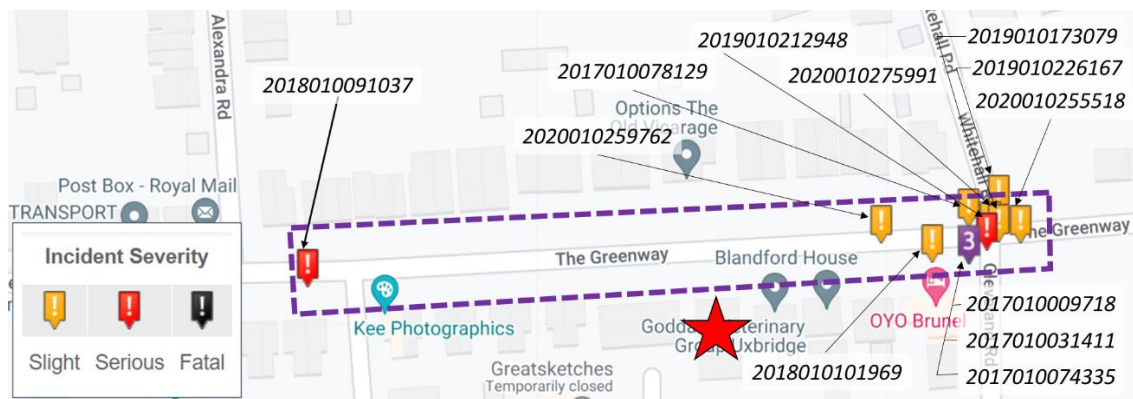 Alexandra Rd
2018010091037
2019010212948
2017010078129
2020010275991
2019010173079
2019010226167
2020010255518
Options The
Old Vicarage
2020010259762
Whitehall
Post Box - Royal Mail
TRANSPORT
Incident Severity
Slight Serious Fatal
The Greenway
The Greenway
Blandford House
3
Kee Photographics
Veterinary
Uxbridge
OYO Brunel
2018010101969
2017010009718
2017010031411
2017010074335
Greatsketches
Temporarily closed